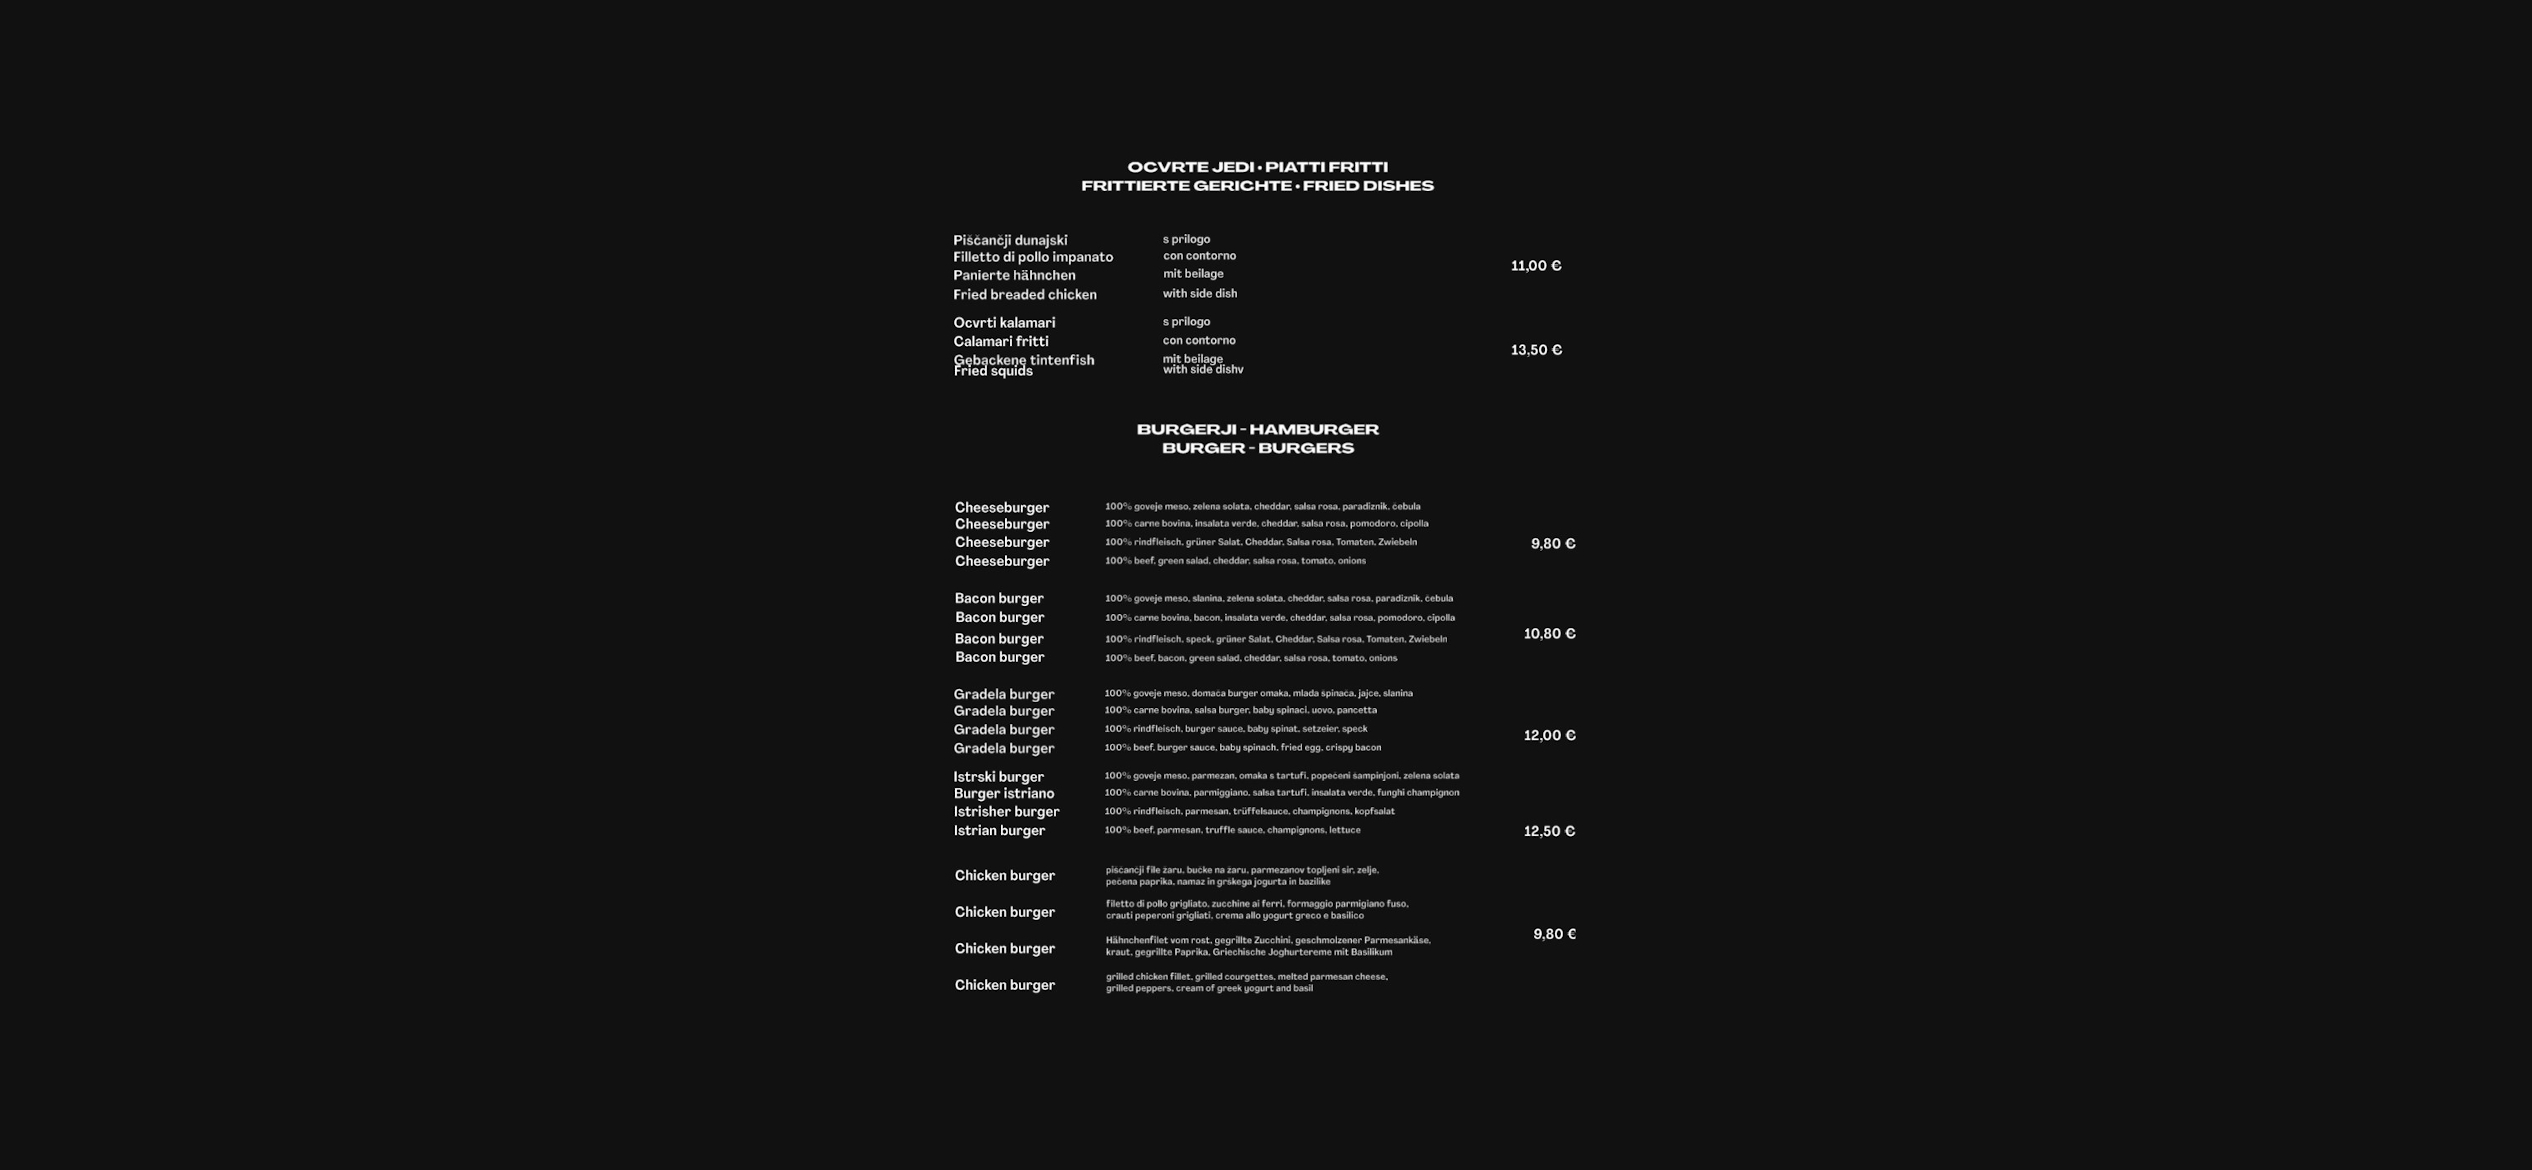 OCVRTE JEDI • PIATTI FRITTI
FRITTIERTE GERICHTE • FRIED DISHES
Piščančji dunajski s prilogo
Filletto di pollo impanato con contorno
11,00 €
Panierte hähnchen mit beilage
Fried breaded chicken with side dish
Ocvrti kalamari s prilogo
Calamari fritti con contorno
13,50 €
Gebackene tintenfish mit beilage
Fried squids with side dishv
BURGERJI - HAMBURGER
BURGER - BURGERS
Cheeseburger 100% goveje meso, zelena solata, cheddar, salsa rosa, paradiznik, čebula
Cheeseburger 100% carne bovina, insalata verde, cheddar, salsa rosa, pomodoro, cipolla
Cheeseburger 100% rindfleisch, grüner Salat, Cheddar, Salsa rosa, Tomaten, Zwiebeln 9,80 €
Cheeseburger 100% beef, green salad, cheddar, salsa rosa, tomato, onions
Bacon burger 100% goveje meso, slanina, zelena solata, cheddar, salsa rosa, paradiznik, čebula
Bacon burger 100% carne bovina, bacon, insalata verde, cheddar, salsa rosa, pomodoro, cipolla
10,80 €
Bacon burger 100% rindfleisch, speck, grüner Salat, Cheddar, Salsa rosa, Tomaten, Zwiebeln
Bacon burger 100% beef, bacon, green salad, cheddar, salsa rosa, tomato, onions
Gradela burger 100% goveje meso, domača burger omaka, mlada špinača, jajce, slanina
Gradela burger 100% carne bovina, salsa burger, baby spinaci, uovo, pancetta
Gradela burger 100% rindfleisch, burger sauce, baby spinat, setzeier, speck
12,00 €
Gradela burger 100% beef, burger sauce, baby spinach, fried egg, crispy bacon
Istrski burger 100% goveje meso, parmezan, omaka s tartufi, popečeni šampinjoni, zelena solata
Burger istriano 100% carne bovina, parmiggiano, salsa tartufi, insalata verde, funghi champignon
Istrisher burger 100% rindfleisch, parmesan, trüffelsauce, champignons, kopfsalat
Istrian burger 100% beef, parmesan, truffle sauce, champignons, lettuce 12,50 €
Chicken burger piščančji file žaru, bučke na žaru, parmezanov topljeni sir, zelje,
pečena paprika, namaz in grškega jogurta in bazilike
Chicken burger filetto di pollo grigliato, zucchine ai ferri, formaggio parmigiano fuso,
crauti peperoni grigliati, crema allo yogurt greco e basilico
9,80 €
Chicken burger Hähnchenfilet vom rost, gegrillte Zucchini, geschmolzener Parmesankäse,
kraut, gegrillte Paprika, Griechische Joghurtereme mit Basilikum
Chicken burger grilled chicken fillet, grilled courgettes, melted parmesan cheese,
grilled peppers, cream of greek yogurt and basil